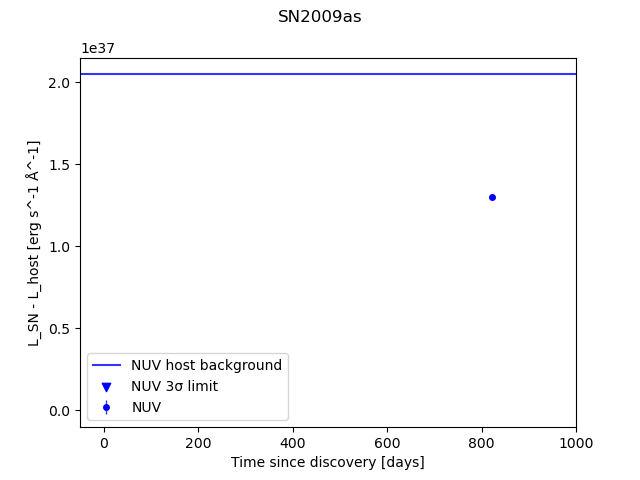 SN2009as
1e37
2.0
1.5
1.0
0.5
0.0
L_SN - L_host [erg s^-1 Å^-1]
NUV host background
NUV 3σ limit
NUV
0
200
400
600
800
1000
Time since discovery [days]